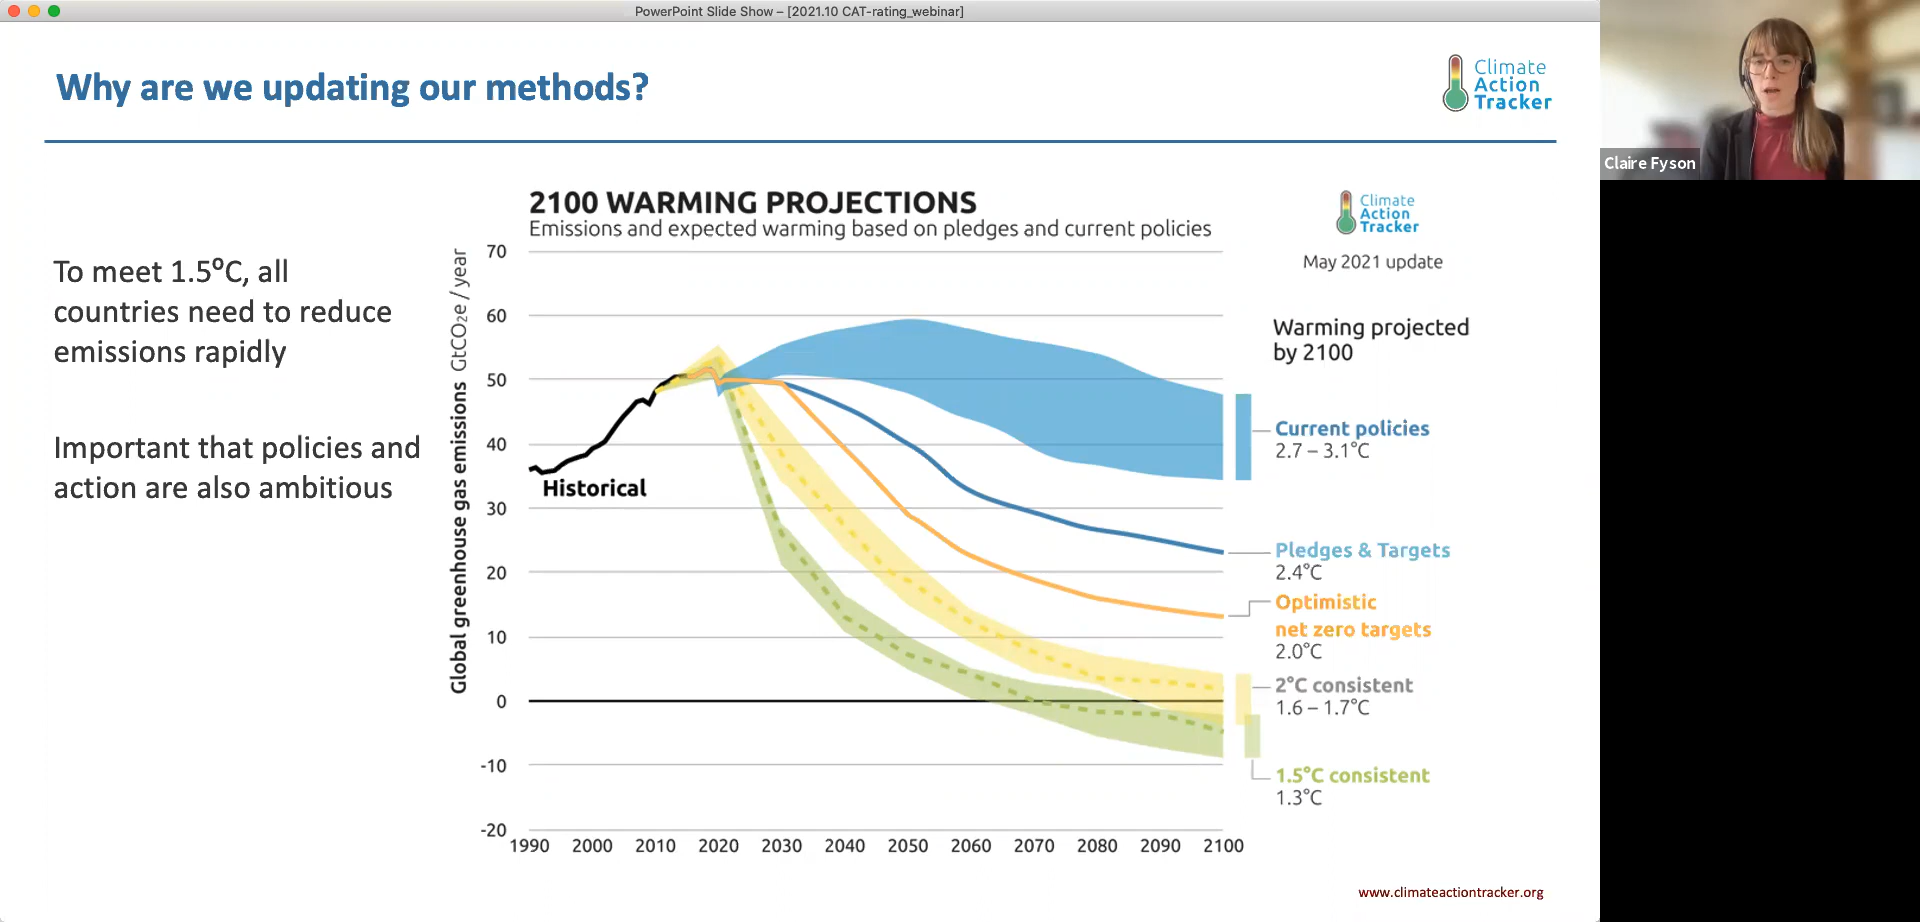 PowerPoint Slide Show – [2021.10 CAT-rating_webinar]
Why are we updating our methods?
Climate
Action
Tracker
Claire Fyson
To meet 1.5ºC, all
countries need to reduce
emissions rapidly
Important that policies and
action are also ambitious
2100 WARMING PROJECTIONS
Emissions and expected warming based on pledges and current policies
Climate
Action
Tracker
May 2021 update
Global greenhouse gas emissions GtCO2e / year
70
60
50
40
30
20
10
0
-10
-20
1990 2000 2010 2020 2030 2040 2050 2060 2070 2080 2090 2100
Historical
Warming projected
by 2100
Current policies
2.7 – 3.1°C
Pledges & Targets
2.4°C
Optimistic
net zero targets
2.0°C
2°C consistent
1.6 – 1.7°C
1.5°C consistent
1.3°C
www.climateactiontracker.org